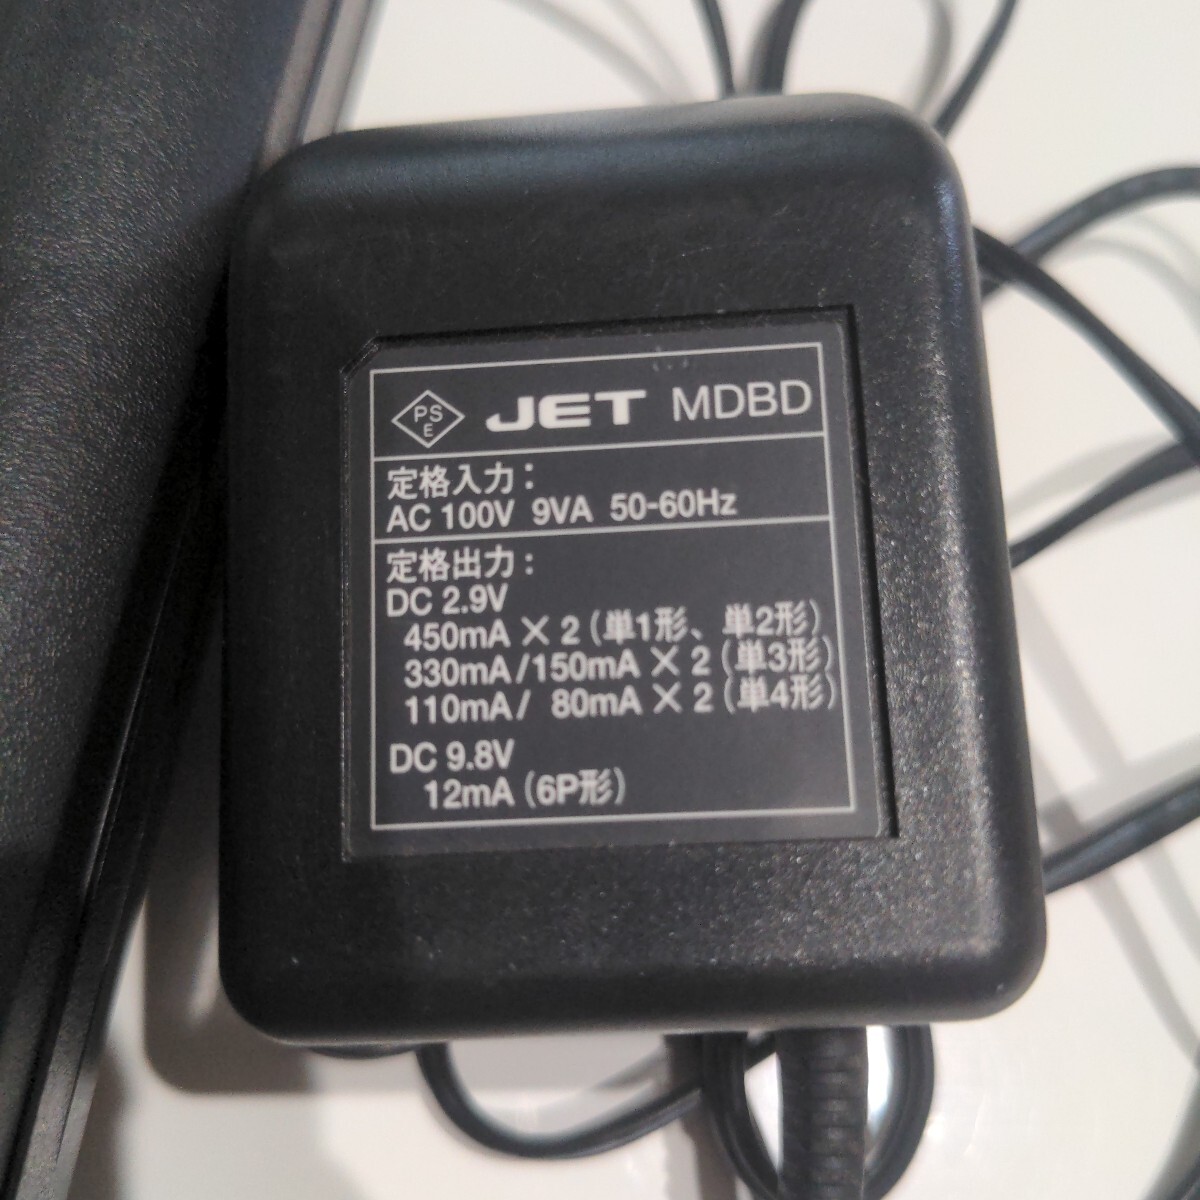 PS
E
JET MDBD
定格入力：
AC 100V 9VA 50-60Hz
定格出力：
DC 2.9V
450mA × 2（単1形、単2形）
330mA/150mA × 2（単3形）
110mA/ 80mA × 2（単4形）
DC 9.8V
12mA（6P形）